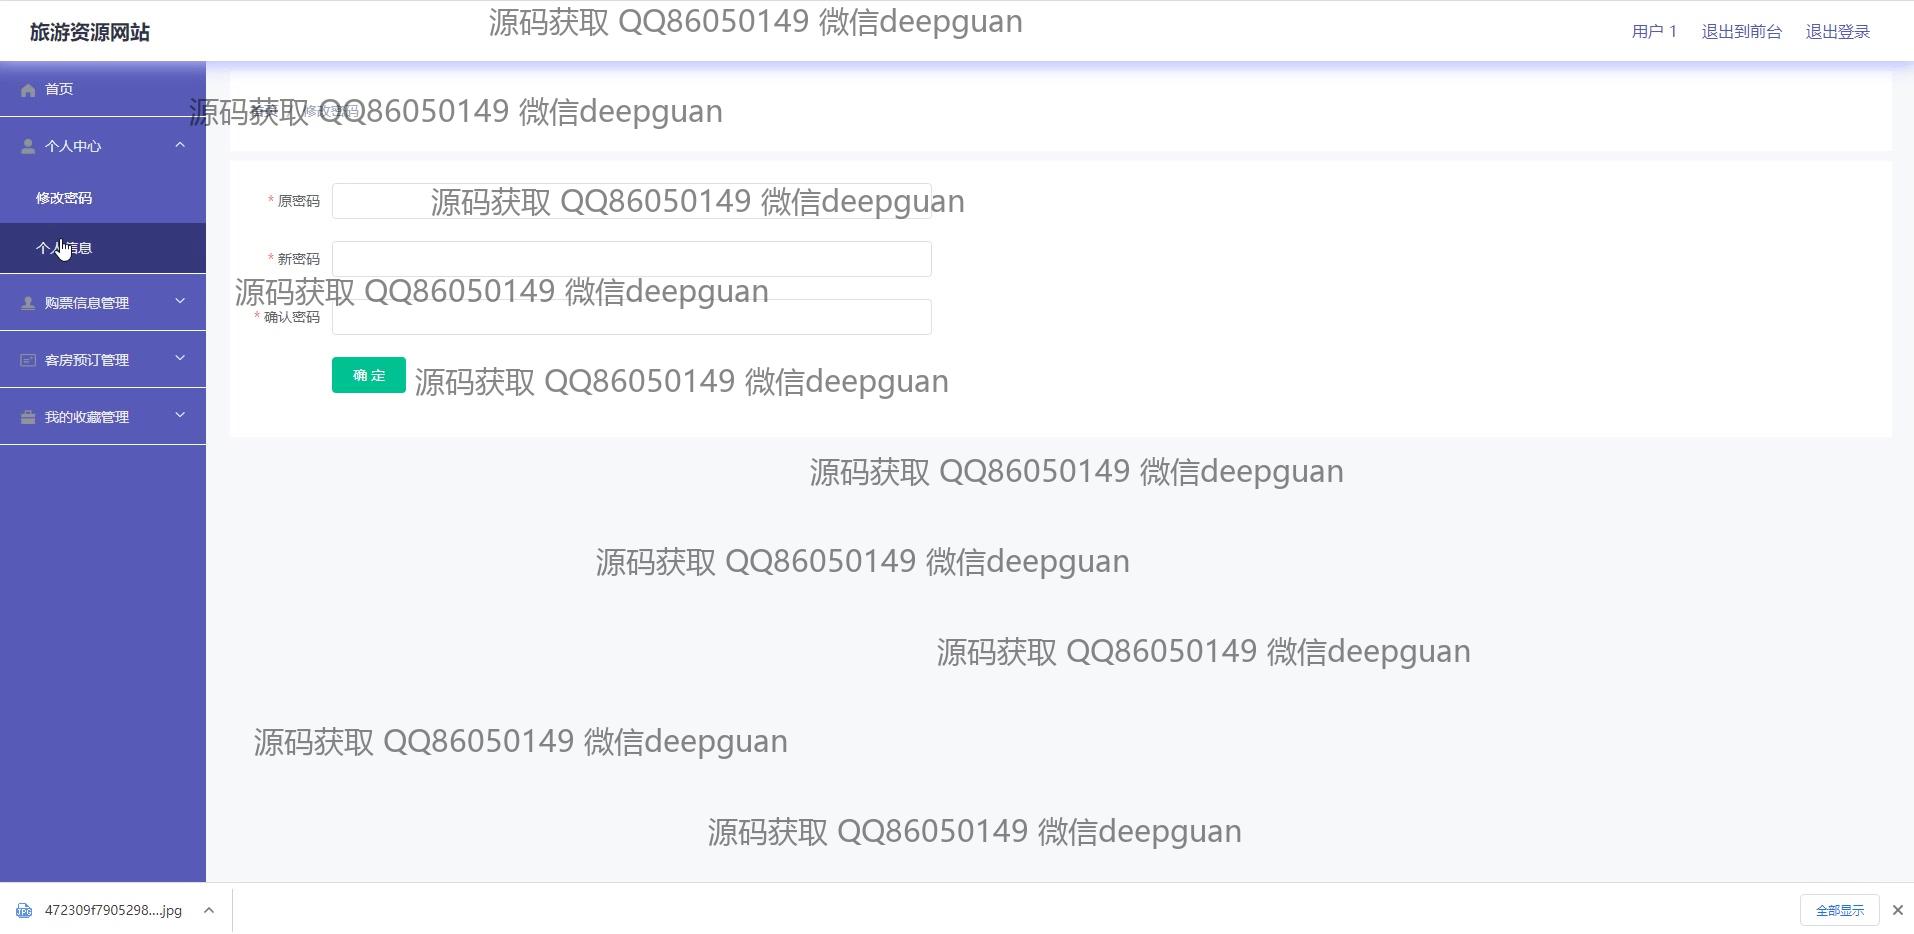 旅游资源网站
源码获取 QQ86050149 微信deepguan
用户 1
退出到前台
退出登录
首页
源码获取 QQ86050149 微信deepguan
首页
修改密码
个人中心
修改密码
* 原密码
源码获取 QQ86050149 微信deepguan
个人信息
* 新密码
源码获取 QQ86050149 微信deepguan
购票信息管理
* 确认密码
客房预订管理
确 定
源码获取 QQ86050149 微信deepguan
我的收藏管理
源码获取 QQ86050149 微信deepguan
源码获取 QQ86050149 微信deepguan
源码获取 QQ86050149 微信deepguan
源码获取 QQ86050149 微信deepguan
源码获取 QQ86050149 微信deepguan
472309f7905298....jpg
全部显示